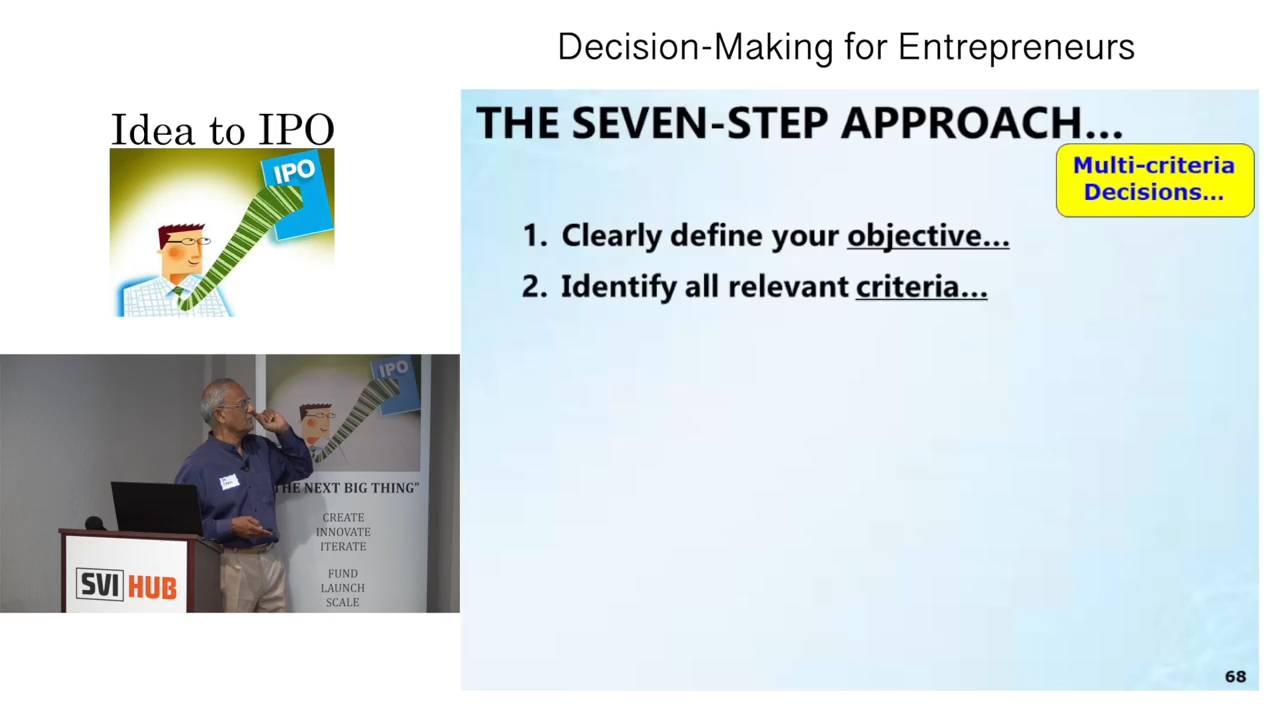 Decision-Making for Entrepreneurs
Idea to IPO
IPO
THE SEVEN-STEP APPROACH...
Multi-criteria
Decisions...
1. Clearly define your objective...
2. Identify all relevant criteria...
IPO
THE NEXT BIG THING"
CREATE
INNOVATE
ITERATE
FUND
LAUNCH
SCALE
SVI HUB
68